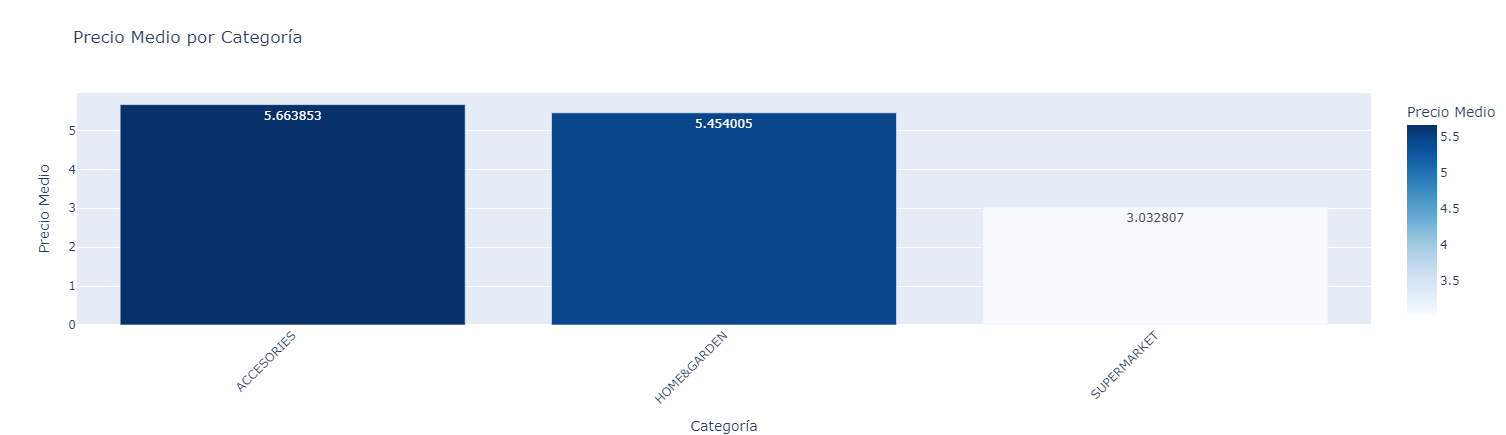 Precio Medio por Categoría
Precio Medio
5
4
3
2
1
0
5.663853
5.454005
3.032807
ACCESORIES
HOME&GARDEN
SUPERMARKET
Categoría
Precio Medio
5.5
5
4.5
4
3.5